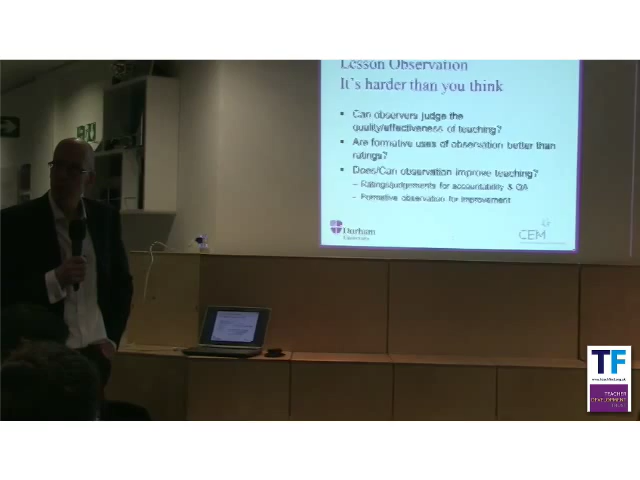 Lesson Observation
It's harder than you think
Can observers judge the
quality/effectiveness of teaching?
Are formative uses of observation better than
ratings?
Does/Can observation improve teaching?
– Ratings/judgements for accountability & QA
– Formative observation for improvement
Durham
University
CEM
TF
TEACHER
DEVELOPMENT
TRUST